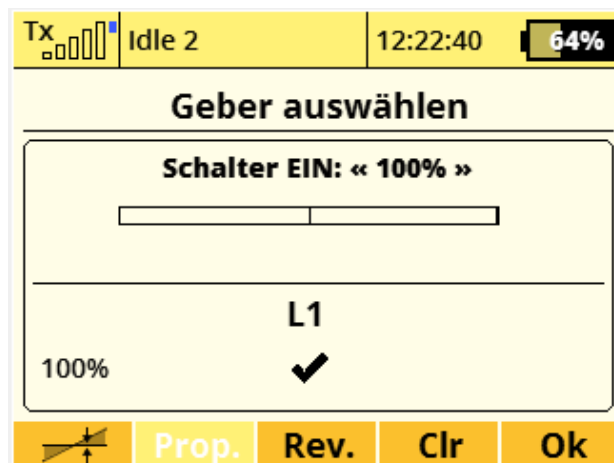 Tx Idle 2 12:22:40 64%
Geber auswählen
Schalter EIN: « 100% »
L1
100%
Prop. Rev. Clr Ok